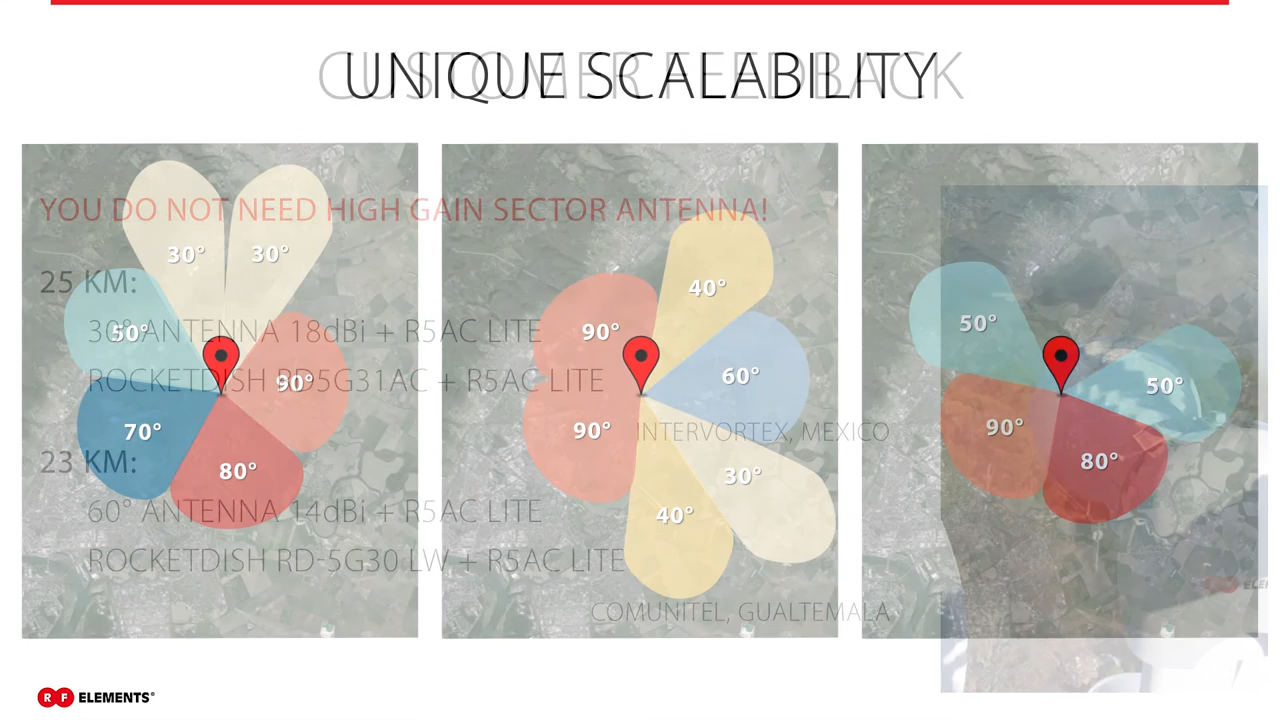 UNIQUE SCALABILITY
CUSTOMER FEEDBACK
YOU DO NOT NEED HIGH GAIN SECTOR ANTENNA!
25 KM:
30° ANTENNA 18dBi + R5AC LITE
ROCKETDISH RD5G31AC + R5AC LITE
INTERVORTEX, MEXICO
23 KM:
60° ANTENNA 14dBi + R5AC LITE
ROCKETDISH RD-5G30 LW + R5AC LITE
COMUNITEL, GUALTEMALA
30°
30°
50°
90°
70°
80°
40°
90°
60°
90°
30°
40°
50°
50°
90°
80°
RF ELEMENTS®